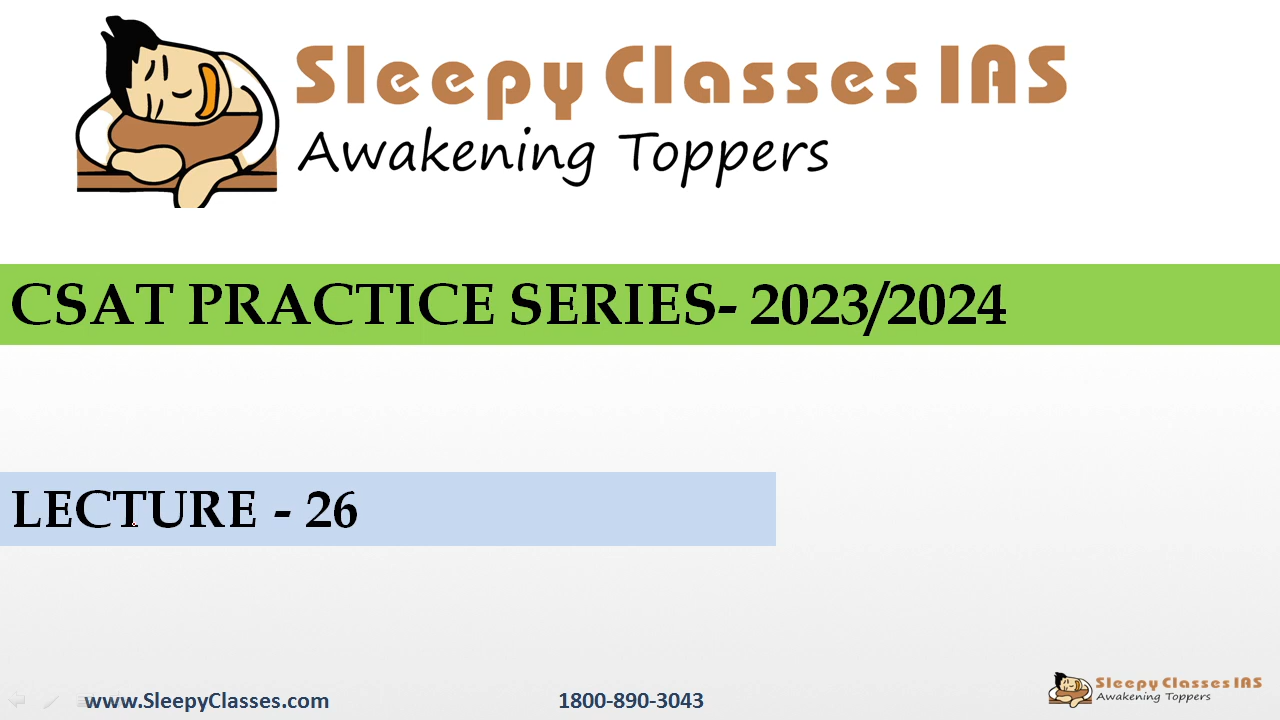 Sleepy Classes IAS
Awakening Toppers
CSAT PRACTICE SERIES- 2023/2024
LECTURE - 26
www.SleepyClasses.com
1800-890-3043
Sleepy Classes IAS
Awakening Toppers